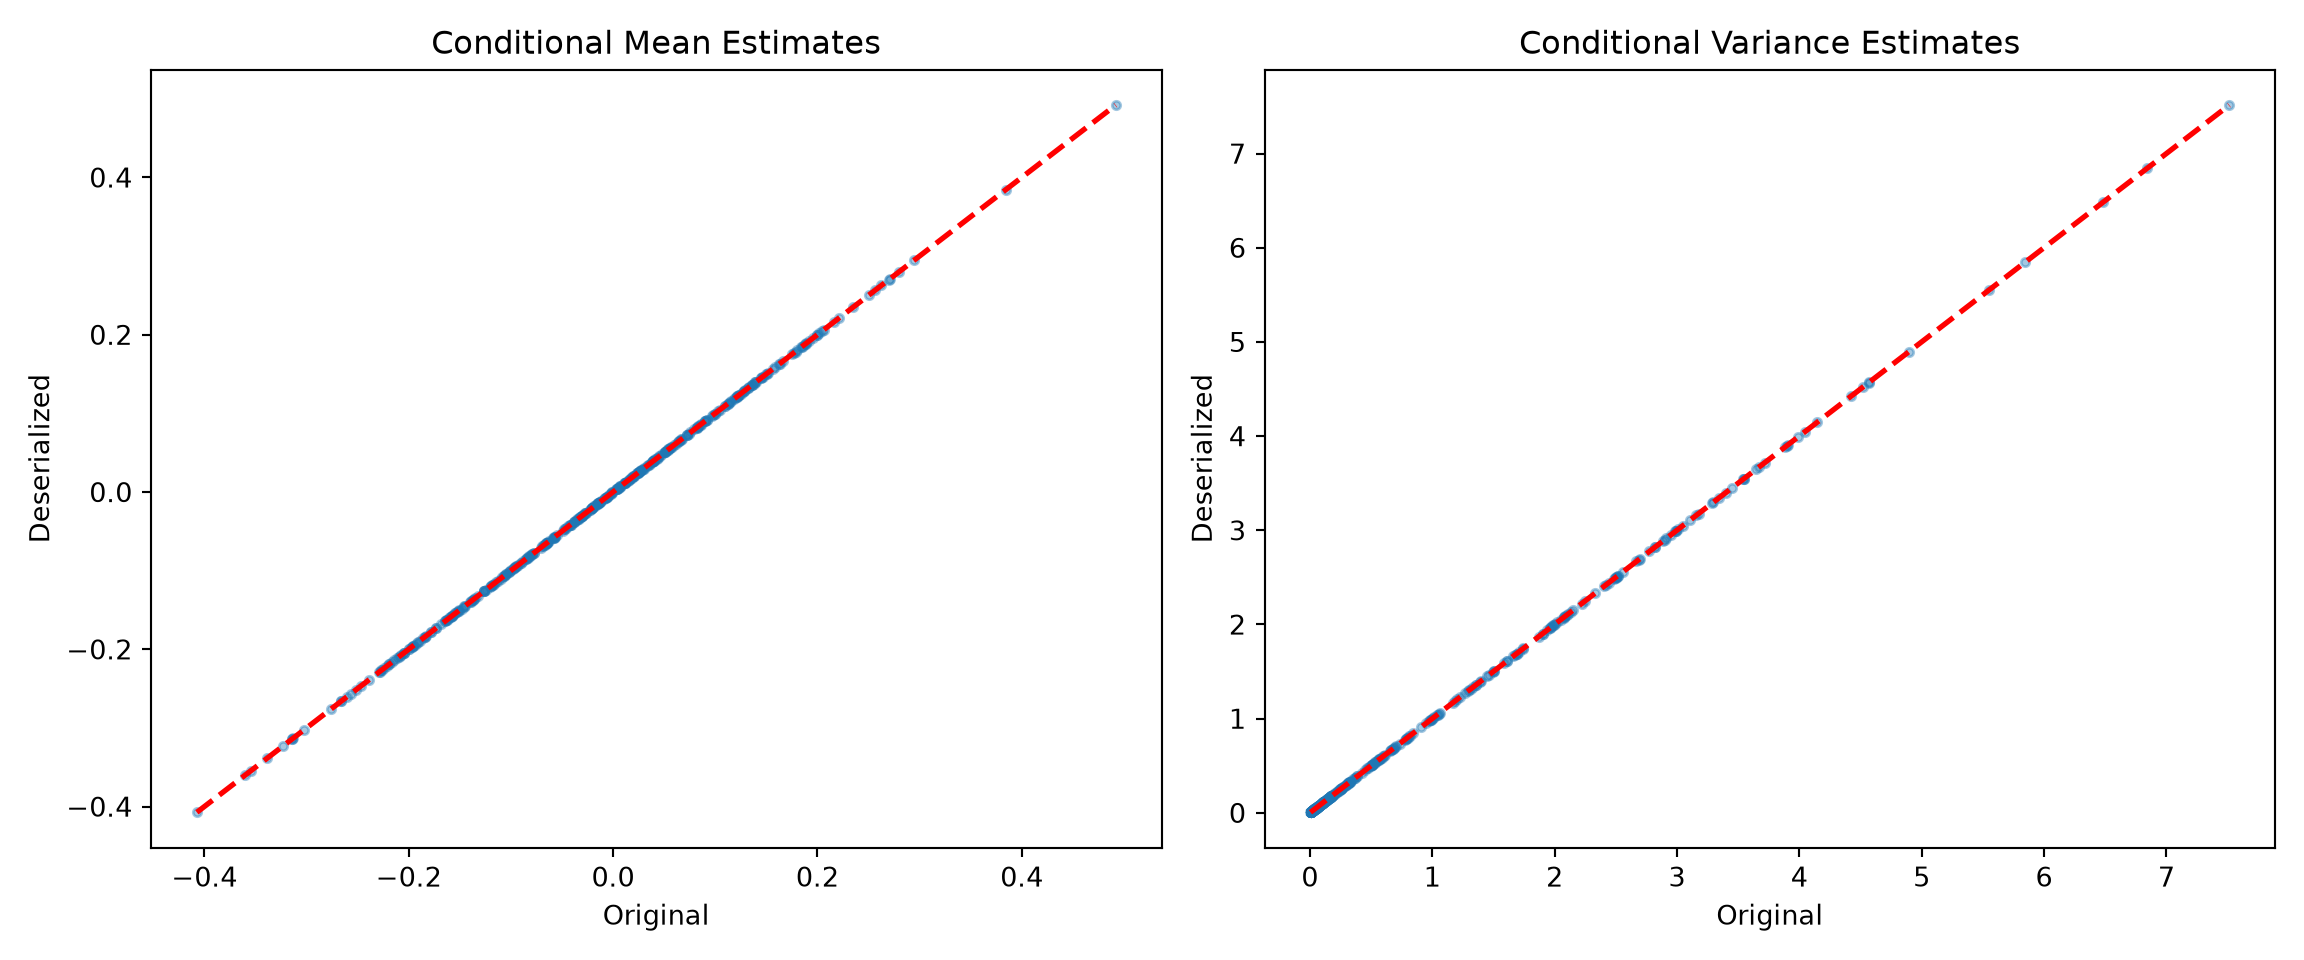 Conditional Mean Estimates
Deserialized
0.4
0.2
0.0
−0.2
−0.4
−0.4 −0.2 0.0 0.2 0.4
Original
Conditional Variance Estimates
Deserialized
7
6
5
4
3
2
1
0
0 1 2 3 4 5 6 7
Original